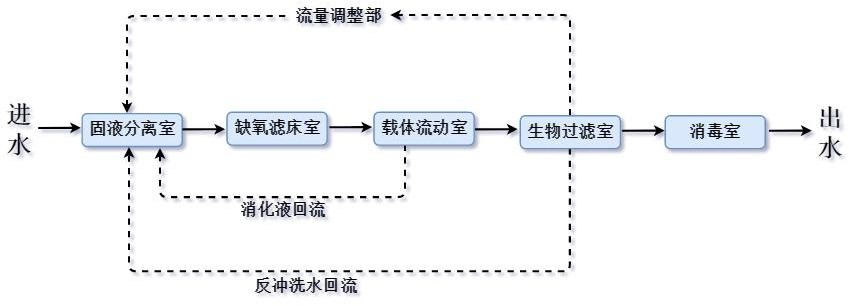 流量调整部
进水
固液分离室
缺氧滤床室
载体流动室
生物过滤室
消毒室
出水
消化液回流
反冲洗水回流